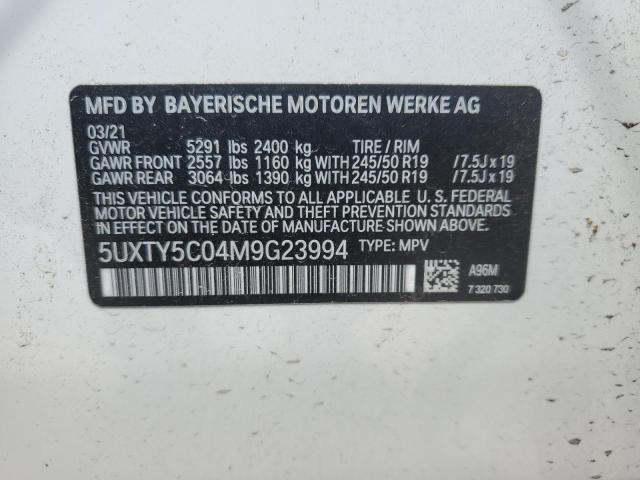 MFD BY BAYERISCHE MOTOREN WERKE AG
03/21
GVWR 5291 lbs 2400 kg TIRE / RIM
GAWR FRONT 2557 lbs 1160 kg WITH 245/50 R19 /7.5J x 19
GAWR REAR 3064 lbs 1390 kg WITH 245/50 R19 /7.5J x 19
THIS VEHICLE CONFORMS TO ALL APPLICABLE U. S. FEDERAL
MOTOR VEHICLE SAFETY AND THEFT PREVENTION STANDARDS
IN EFFECT ON THE DATE OF MANUFACTURE SHOWN ABOVE.
5UXTY5C04M9G23994 TYPE: MPV
A96M
7 320 730